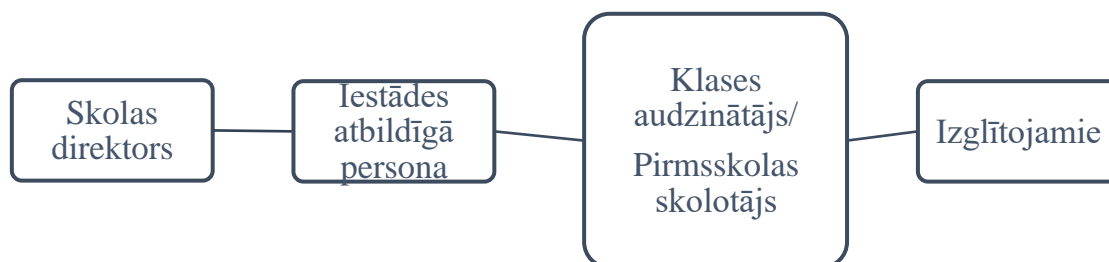 Skolas
direktors
Iestādes
atbildīgā
persona
Klases
audzinātājs/
Pirmsskolas
skolotājs
Izglītojamie